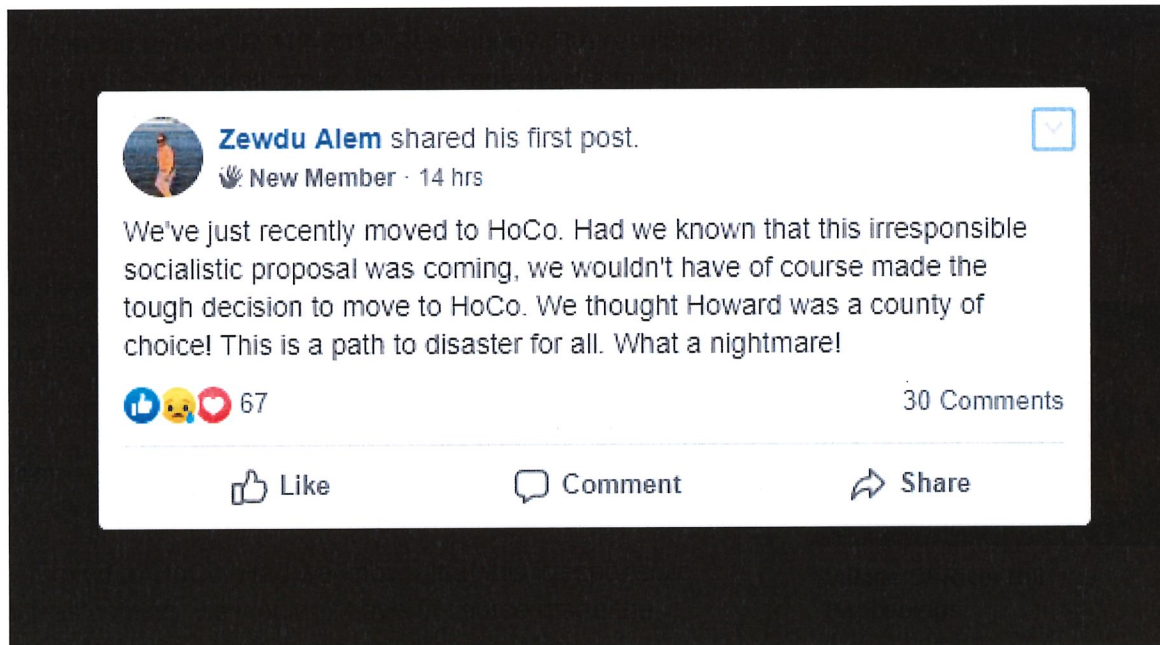 Zewdu Alem shared his first post.
New Member · 14 hrs
We've just recently moved to HoCo. Had we known that this irresponsible
socialistic proposal was coming, we wouldn't have of course made the
tough decision to move to HoCo. We thought Howard was a county of
choice! This is a path to disaster for all. What a nightmare!
67 30 Comments
Like Comment Share